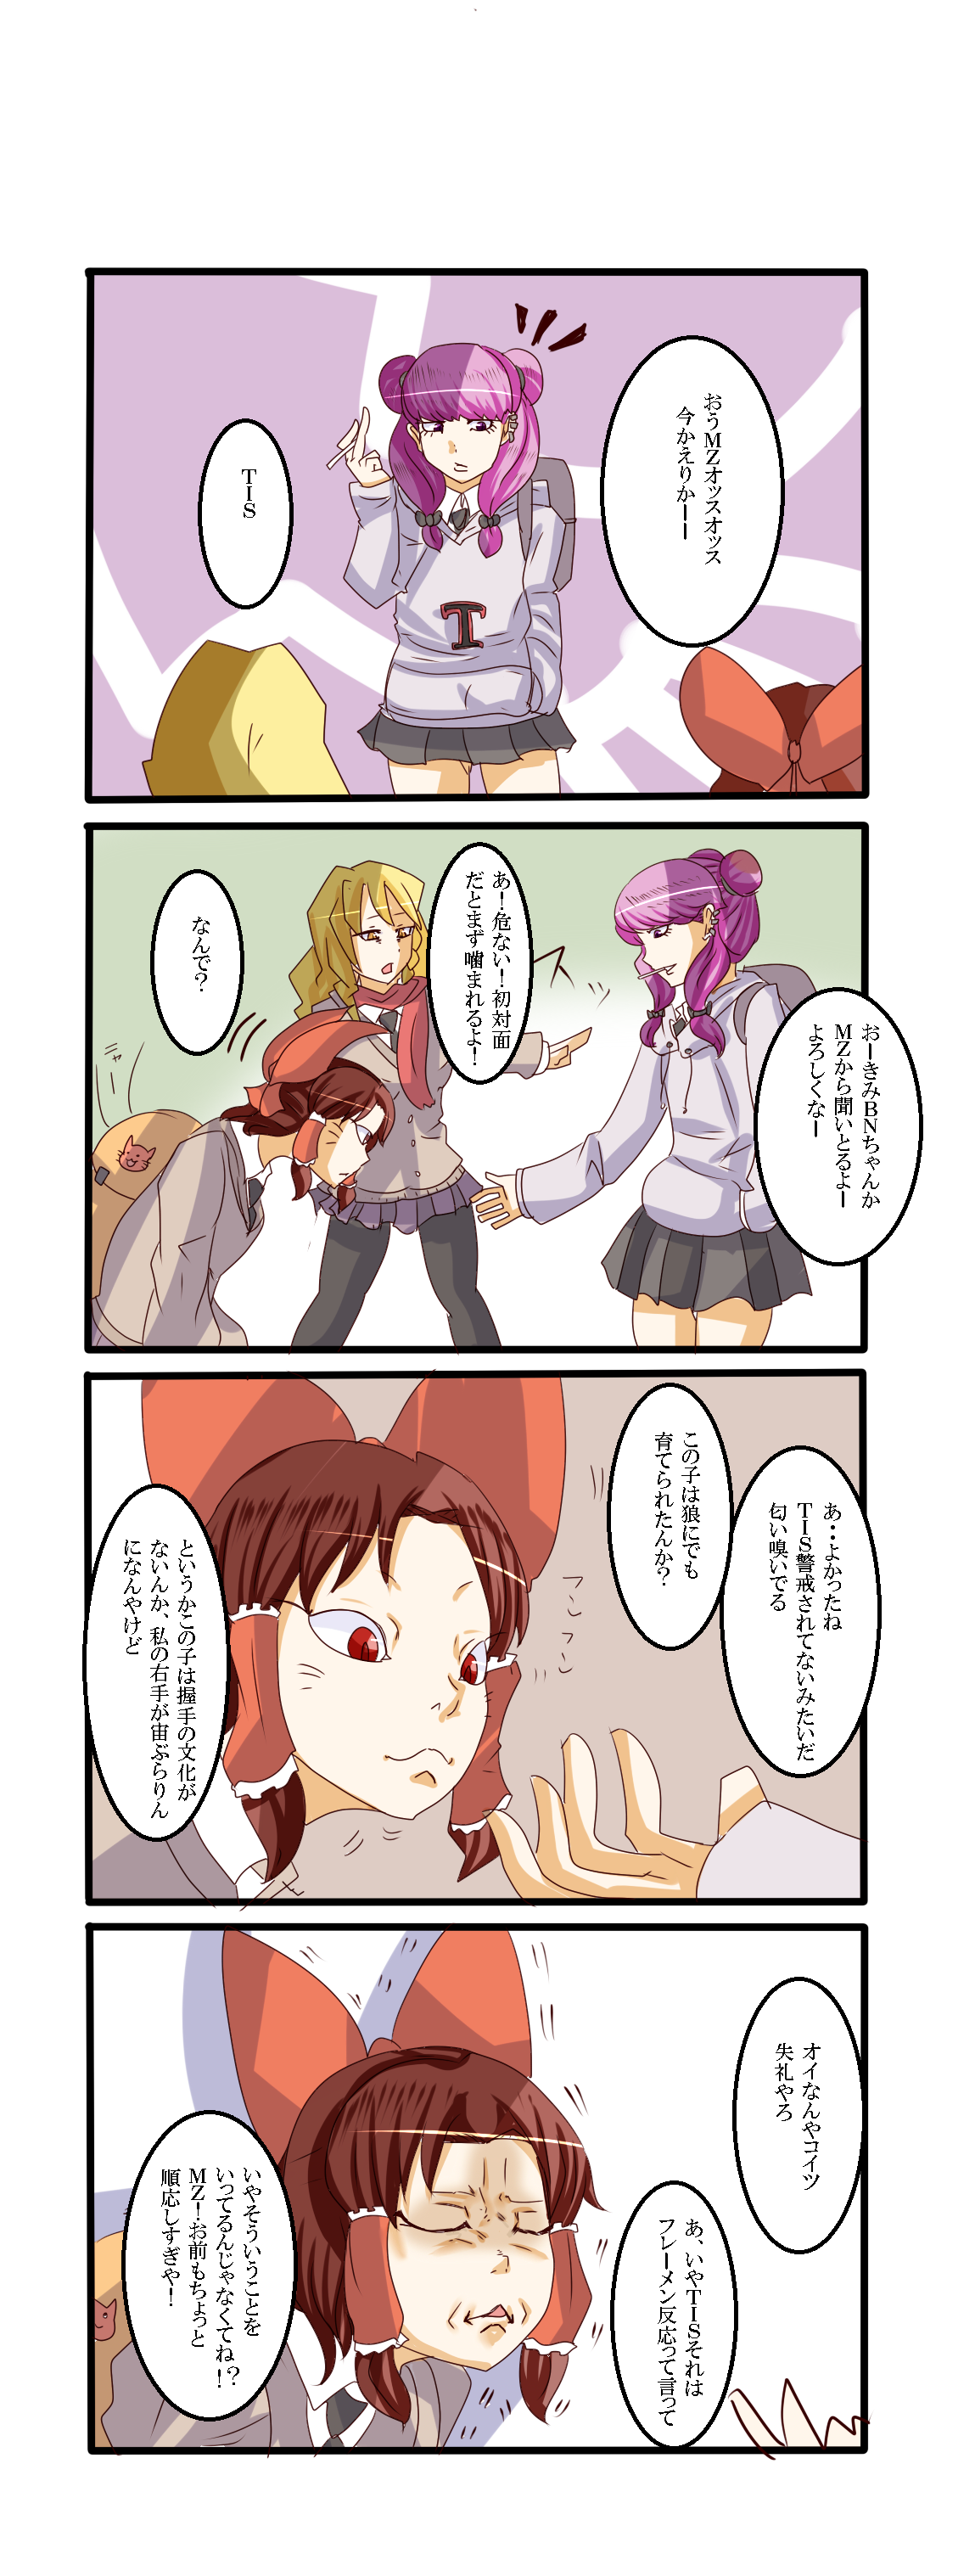 おうMZオッスオッス
今かえりかーー
TIS
T
おーきみBNちゃんか
MZから聞いとるよー
よろしくなー
ス
あ！危ない！初対面
だとまず噛まれるよ！
なんで？
ニャー
あ・・よかったね
TIS警戒されてないみたいだ
匂い嗅いでる
この子は狼にでも
育てられたんか？
フンフン
というかこの子は握手の文化が
ないんか、私の右手が宙ぶらりん
になんやけど
オイなんやコイツ
失礼やろ
あ、いやTISそれは
フレーメン反応って言って
いやそういうことを
いってるんじゃなくてね！？
MZ！お前もちょっと
順応しすぎや！